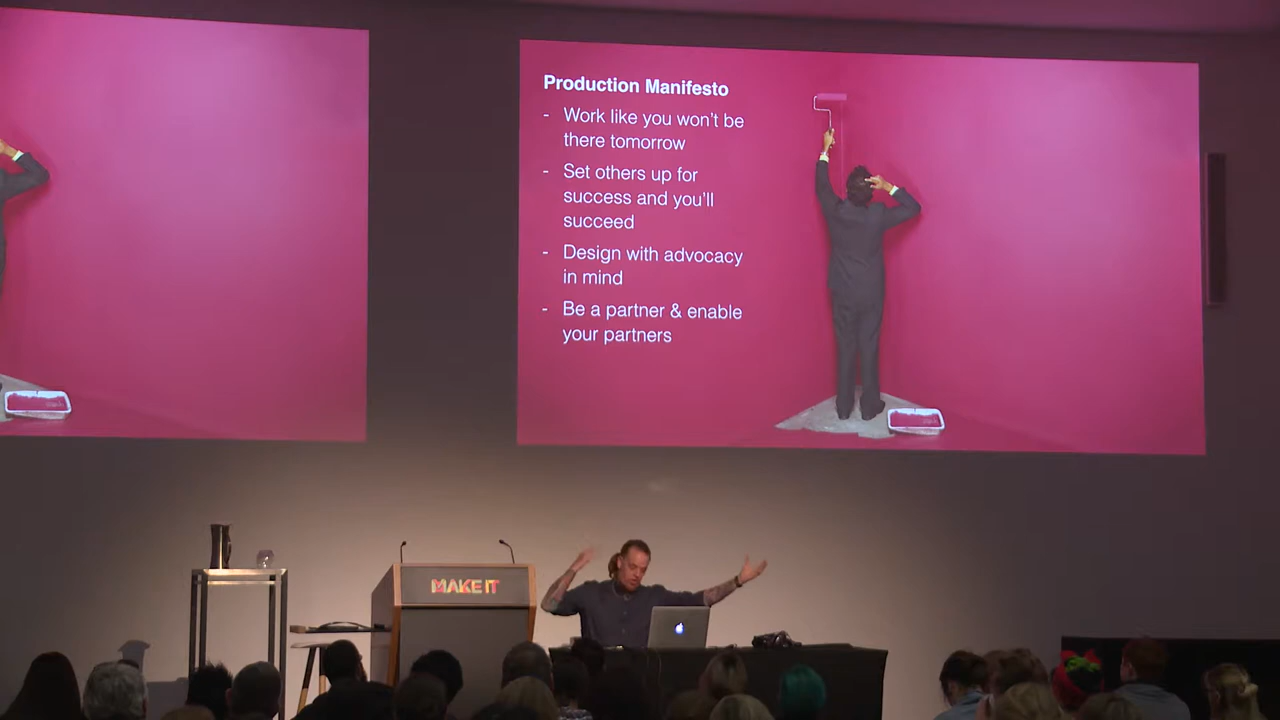 Production Manifesto
- Work like you won't be
there tomorrow
- Set others up for
success and you'll
succeed
- Design with advocacy
in mind
- Be a partner & enable
your partners
MAKE IT